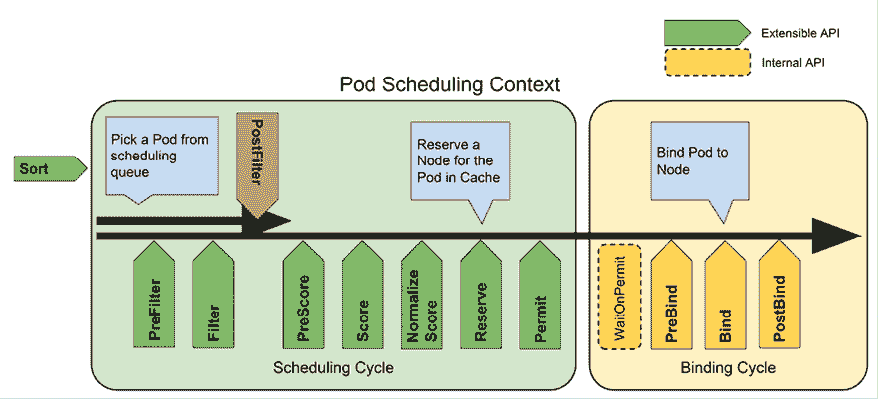 Extensible API
Internal API
Pod Scheduling Context
Pick a Pod from
scheduling
queue
PostFilter
Reserve a
Node for the
Pod in Cache
Bind Pod to
Node
Sort
PreFilter
Filter
PreScore
Score
Normalize
Score
Reserve
Permit
WaitOnPermit
PreBind
Bind
PostBind
Scheduling Cycle
Binding Cycle